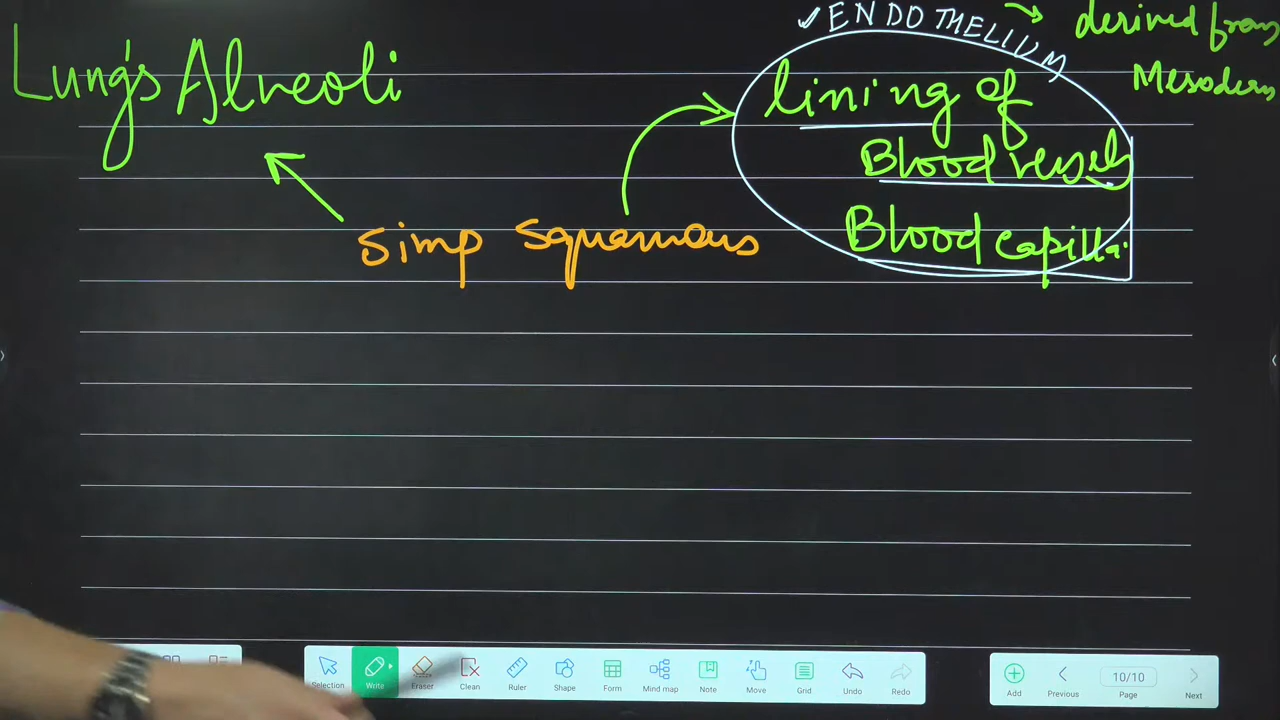 ✓ ENDOTHELIUM → derived from
Mesoderm
Lung's Alveoli
lining of
Blood vessels
Simp Squamous
Blood capilla
Selection
Write
Eraser
Clean
Ruler
Shape
Form
Mind map
Note
Move
Grid
Undo
Redo
Add
Previous
10/10
Page
Next